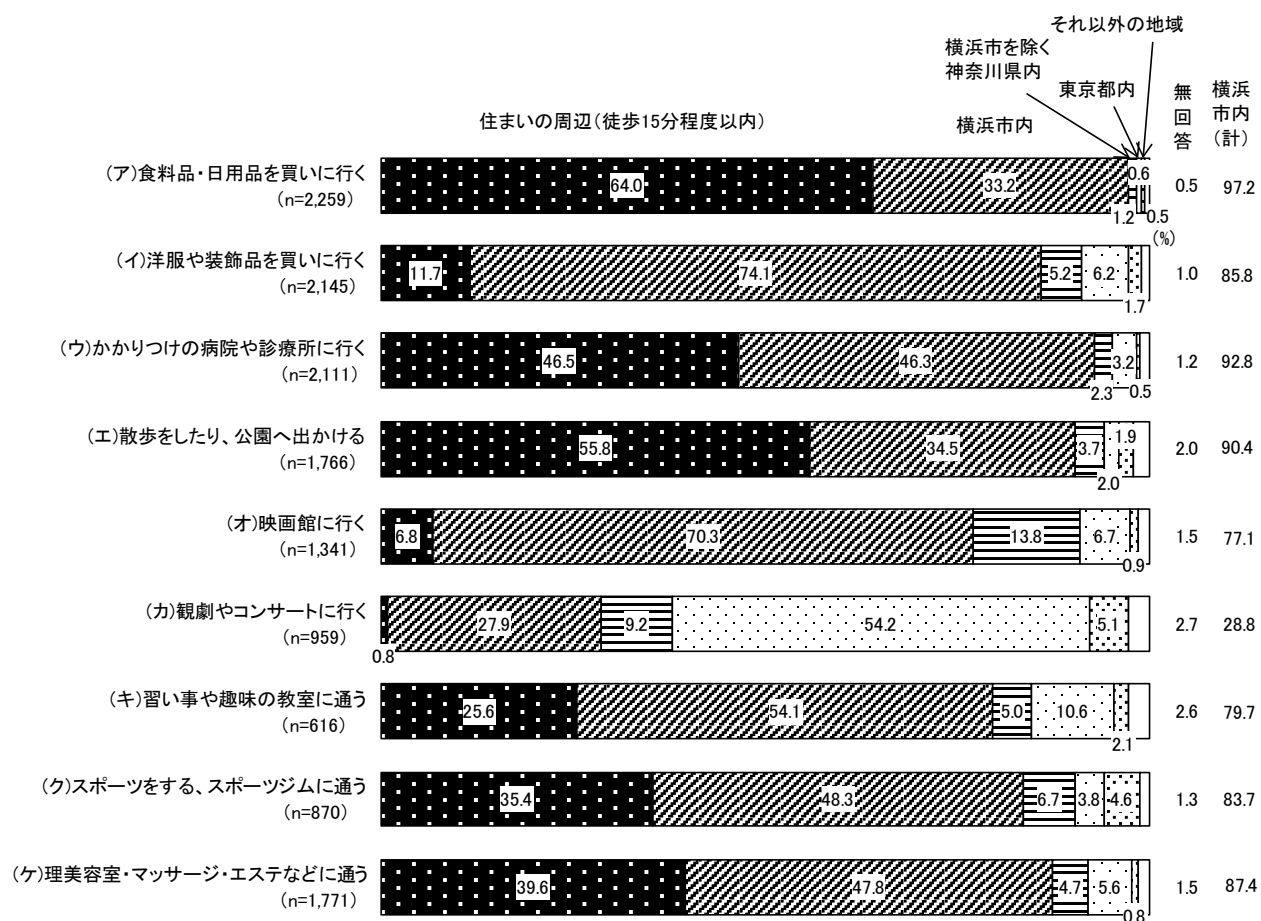 それ以外の地域
横浜市を除く
神奈川県内
東京都内
横浜市内
住まいの周辺(徒歩15分程度以内)
無回答
横浜市内(計)
(ア)食料品・日用品を買いに行く
(n=2,259)
64.0
33.2
1.2
0.6
0.5
0.5
97.2
(%)
(イ)洋服や装飾品を買いに行く
(n=2,145)
11.7
74.1
5.2
6.2
1.7
1.0
85.8
(ウ)かかりつけの病院や診療所に行く
(n=2,111)
46.5
46.3
2.3
3.2
0.5
1.2
92.8
(エ)散歩をしたり、公園へ出かける
(n=1,766)
55.8
34.5
3.7
2.0
1.9
2.0
90.4
(オ)映画館に行く
(n=1,341)
6.8
70.3
13.8
6.7
0.9
1.5
77.1
(カ)観劇やコンサートに行く
(n=959)
0.8
27.9
9.2
54.2
5.1
2.7
28.8
(キ)習い事や趣味の教室に通う
(n=616)
25.6
54.1
5.0
10.6
2.1
2.6
79.7
(ク)スポーツをする、スポーツジムに通う
(n=870)
35.4
48.3
6.7
3.8
4.6
1.3
83.7
(ケ)理美容室・マッサージ・エステなどに通う
(n=1,771)
39.6
47.8
4.7
5.6
0.8
1.5
87.4